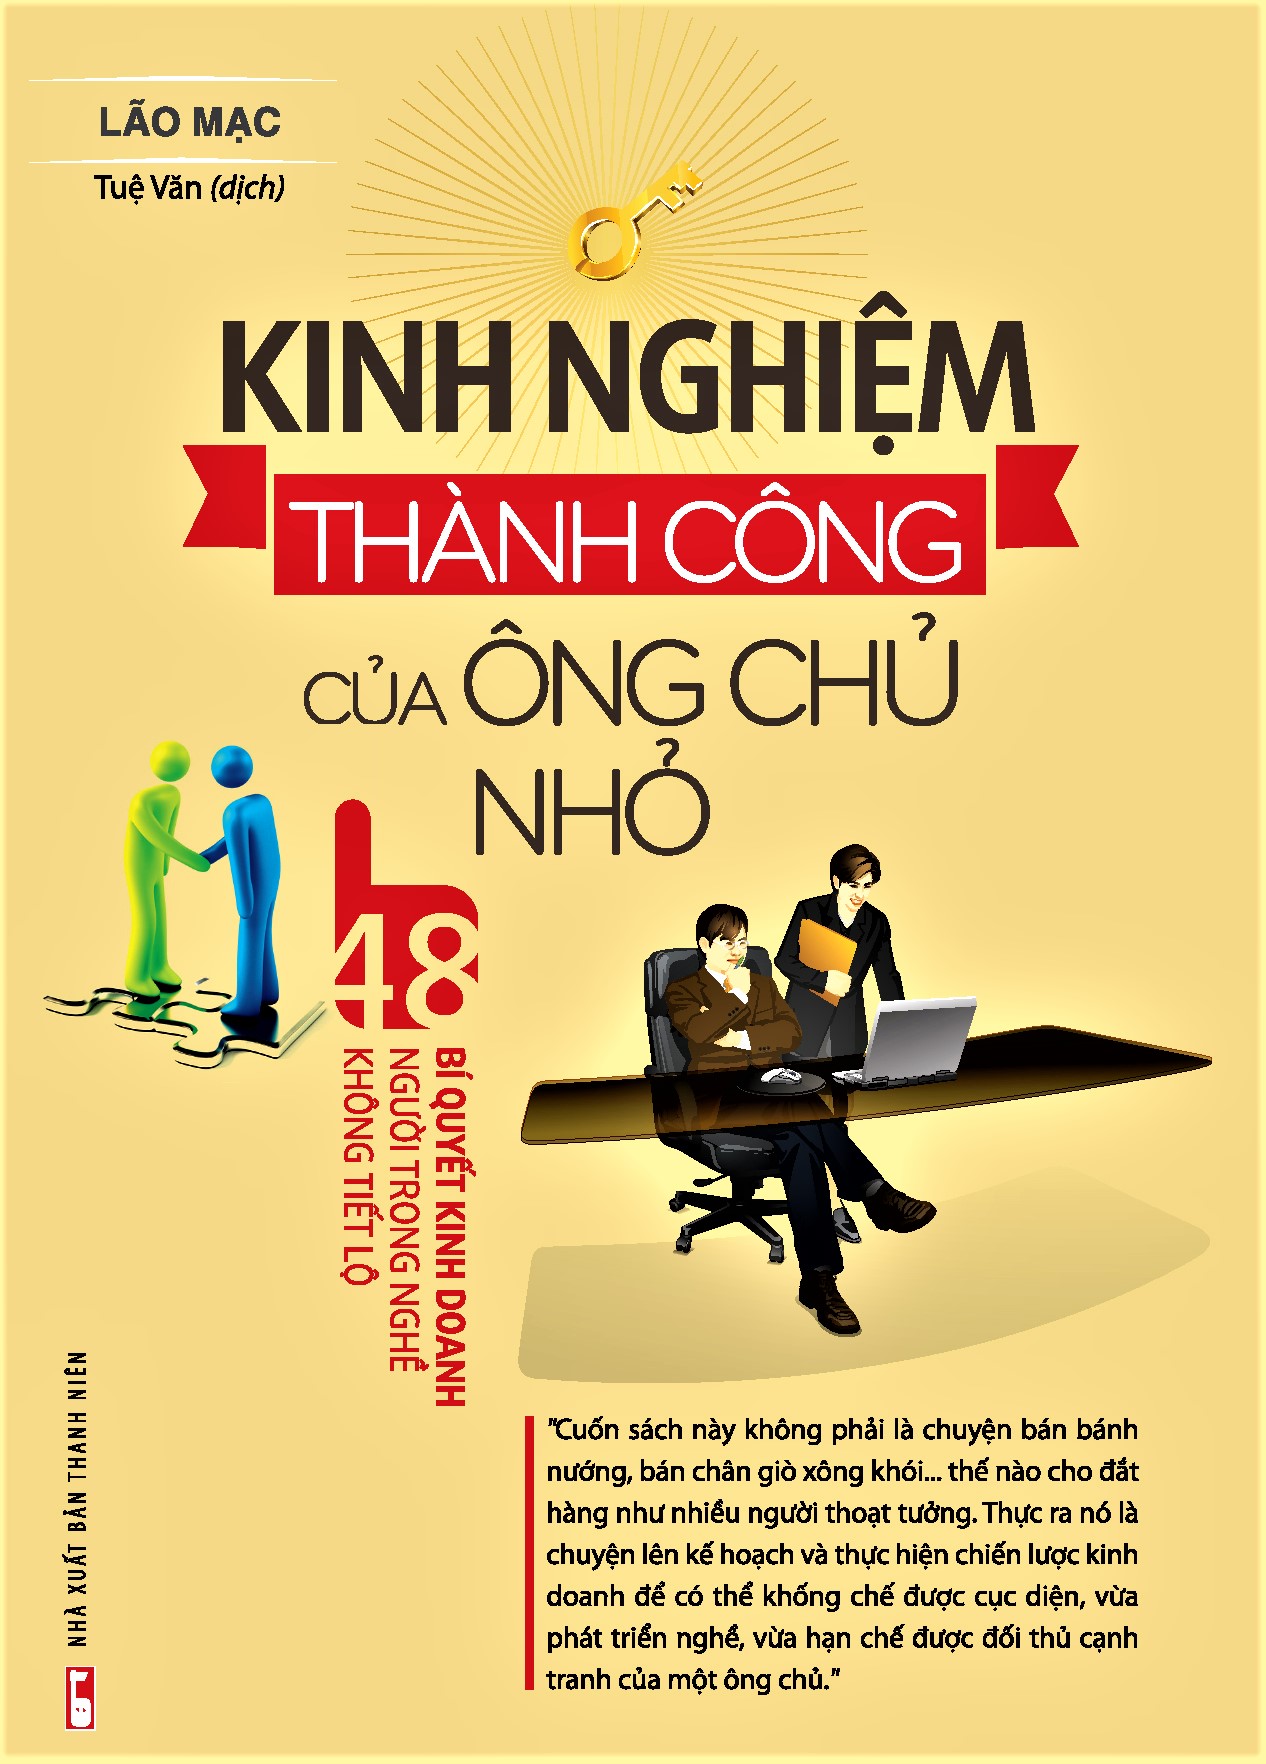 LÃO MẠC
Tuệ Văn (dịch)
KINH NGHIỆM
THÀNH CÔNG
CỦA ÔNG CHỦ
NHỎ
48
BÍ QUYẾT KINH DOANH
NGƯỜI TRONG NGHỀ
KHÔNG TIẾT LỘ
NHÀ XUẤT BẢN THANH NIÊN
"Cuốn sách này không phải là chuyện bán bánh
nướng, bán chân giò xông khói... thế nào cho đắt
hàng như nhiều người thoạt tưởng. Thực ra nó là
chuyện lên kế hoạch và thực hiện chiến lược kinh
doanh để có thể khống chế được cục diện, vừa
phát triển nghề, vừa hạn chế được đối thủ cạnh
tranh của một ông chủ."